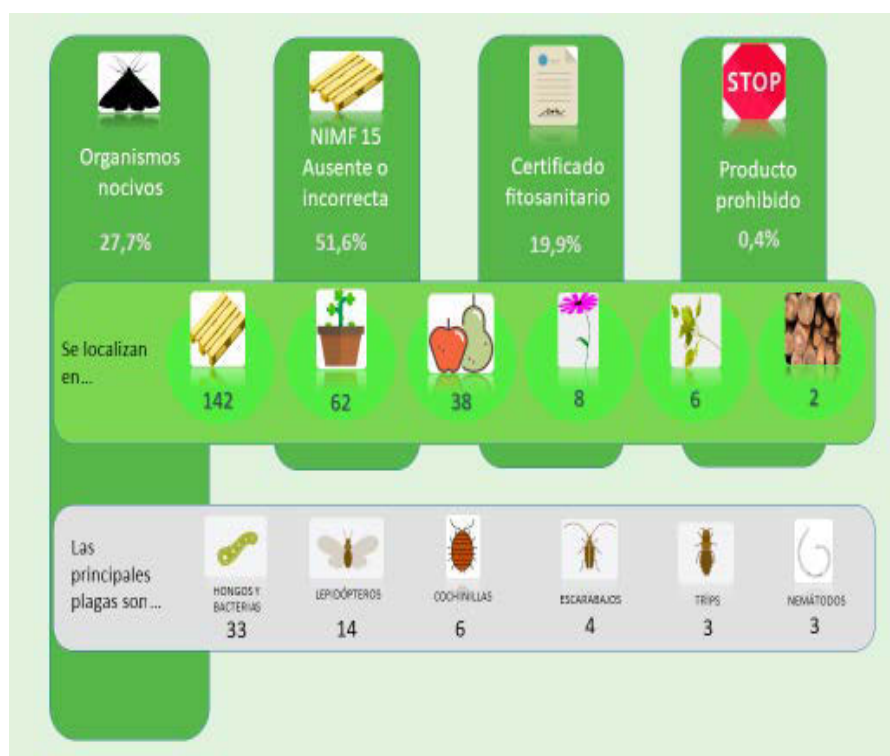 Organismos
nocivos
27,7%
NIMF 15
Ausente o
incorrecta
51,6%
Certificado
fitosanitario
19,9%
STOP
Producto
prohibido
0,4%
Se localizan
en...
142
62
38
8
6
2
Las
principales
plagas son ...
HONGOS Y
BACTERIAS
33
LEPIDÓPTEROS
14
COCHINILLAS
6
ESCARABAJOS
4
TRIPS
3
NEMÁTODOS
3